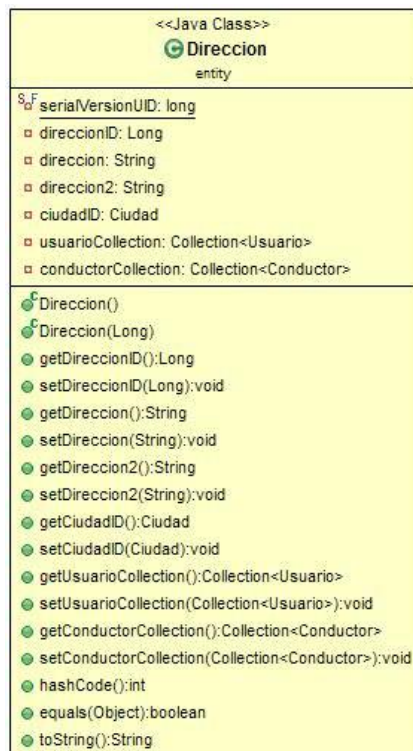 <<Java Class>>
C Direccion
entity
S F serialVersionUID: long
direccionID: Long
direccion: String
direccion2: String
ciudadID: Ciudad
usuarioCollection: Collection<Usuario>
conductorCollection: Collection<Conductor>
C Direccion()
C Direccion(Long)
getDireccionID():Long
setDireccionID(Long):void
getDireccion():String
setDireccion(String):void
getDireccion2():String
setDireccion2(String):void
getCiudadID():Ciudad
setCiudadID(Ciudad):void
getUsuarioCollection():Collection<Usuario>
setUsuarioCollection(Collection<Usuario>):void
getConductorCollection():Collection<Conductor>
setConductorCollection(Collection<Conductor>):void
hashCode():int
equals(Object):boolean
toString():String